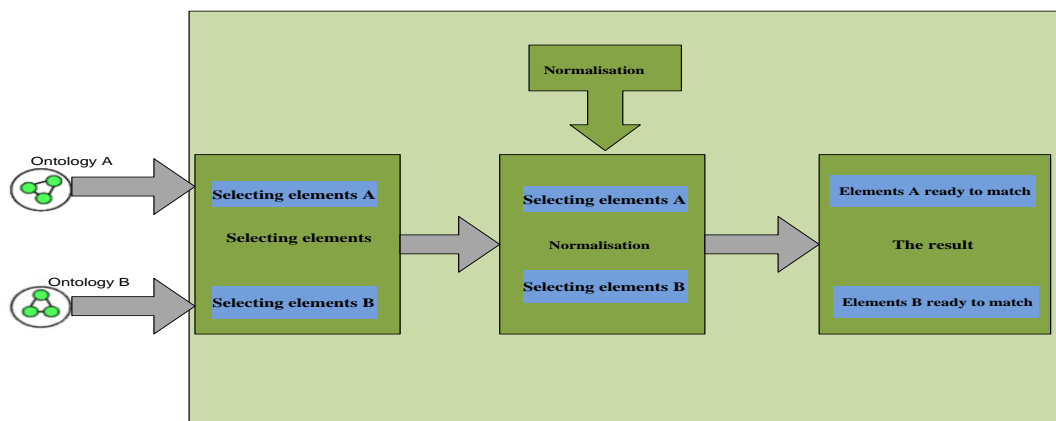 Normalisation
Ontology A
Selecting elements A
Selecting elements
Selecting elements B
Ontology B
Selecting elements A
Normalisation
Selecting elements B
Elements A ready to match
The result
Elements B ready to match